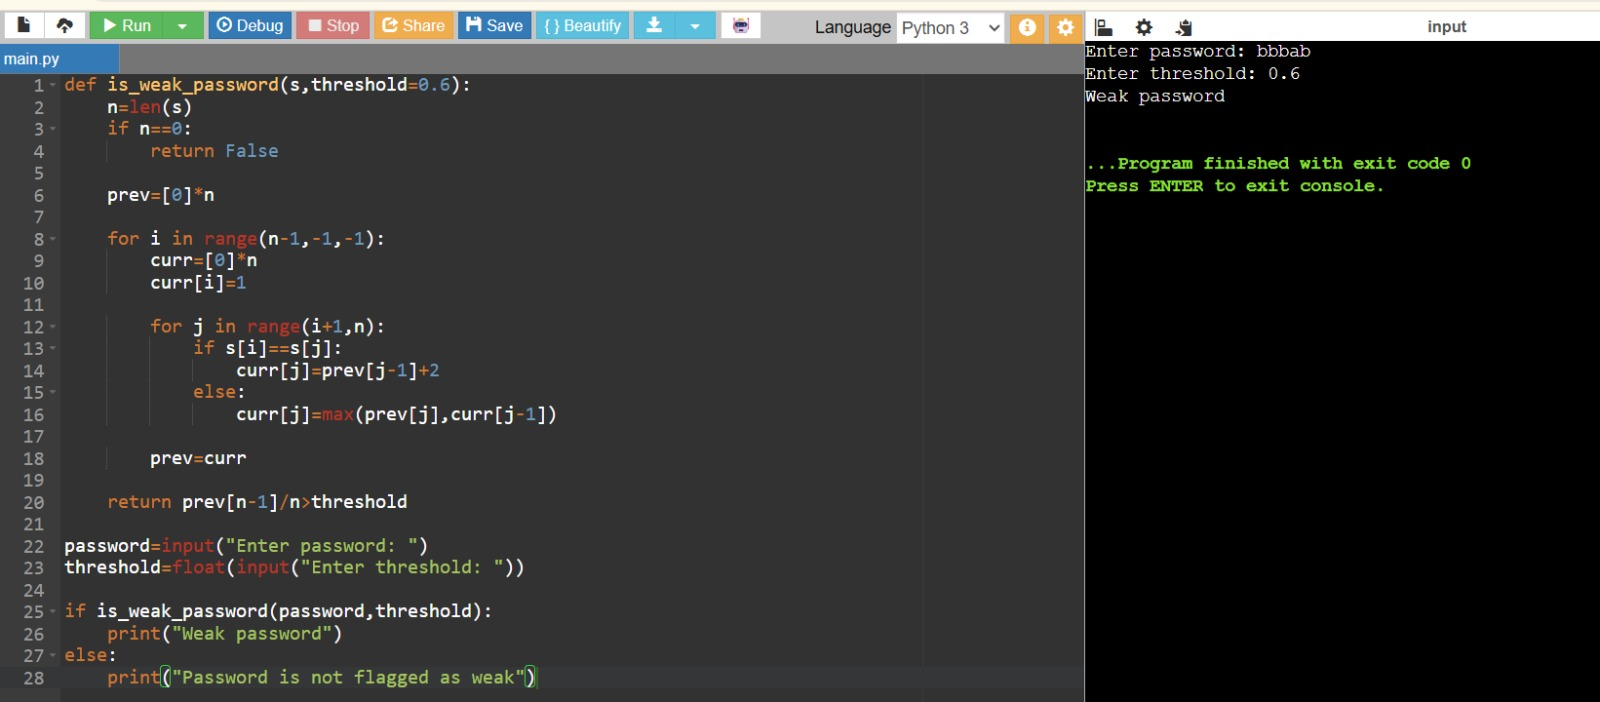 Run Debug Stop Share Save { } Beautify Language Python 3 input
main.py
1 def is_weak_password(s,threshold=0.6):
2     n=len(s)
3     if n==0:
4         return False
5
6     prev=[0]*n
7
8     for i in range(n-1,-1,-1):
9         curr=[0]*n
10         curr[i]=1
11
12         for j in range(i+1,n):
13             if s[i]==s[j]:
14                 curr[j]=prev[j-1]+2
15             else:
16                 curr[j]=max(prev[j],curr[j-1])
17
18         prev=curr
19
20     return prev[n-1]/n>threshold
21
22 password=input("Enter password: ")
23 threshold=float(input("Enter threshold: "))
24
25 if is_weak_password(password,threshold):
26     print("Weak password")
27 else:
28     print("Password is not flagged as weak")
Enter password: bbbab
Enter threshold: 0.6
Weak password
...Program finished with exit code 0
Press ENTER to exit console.